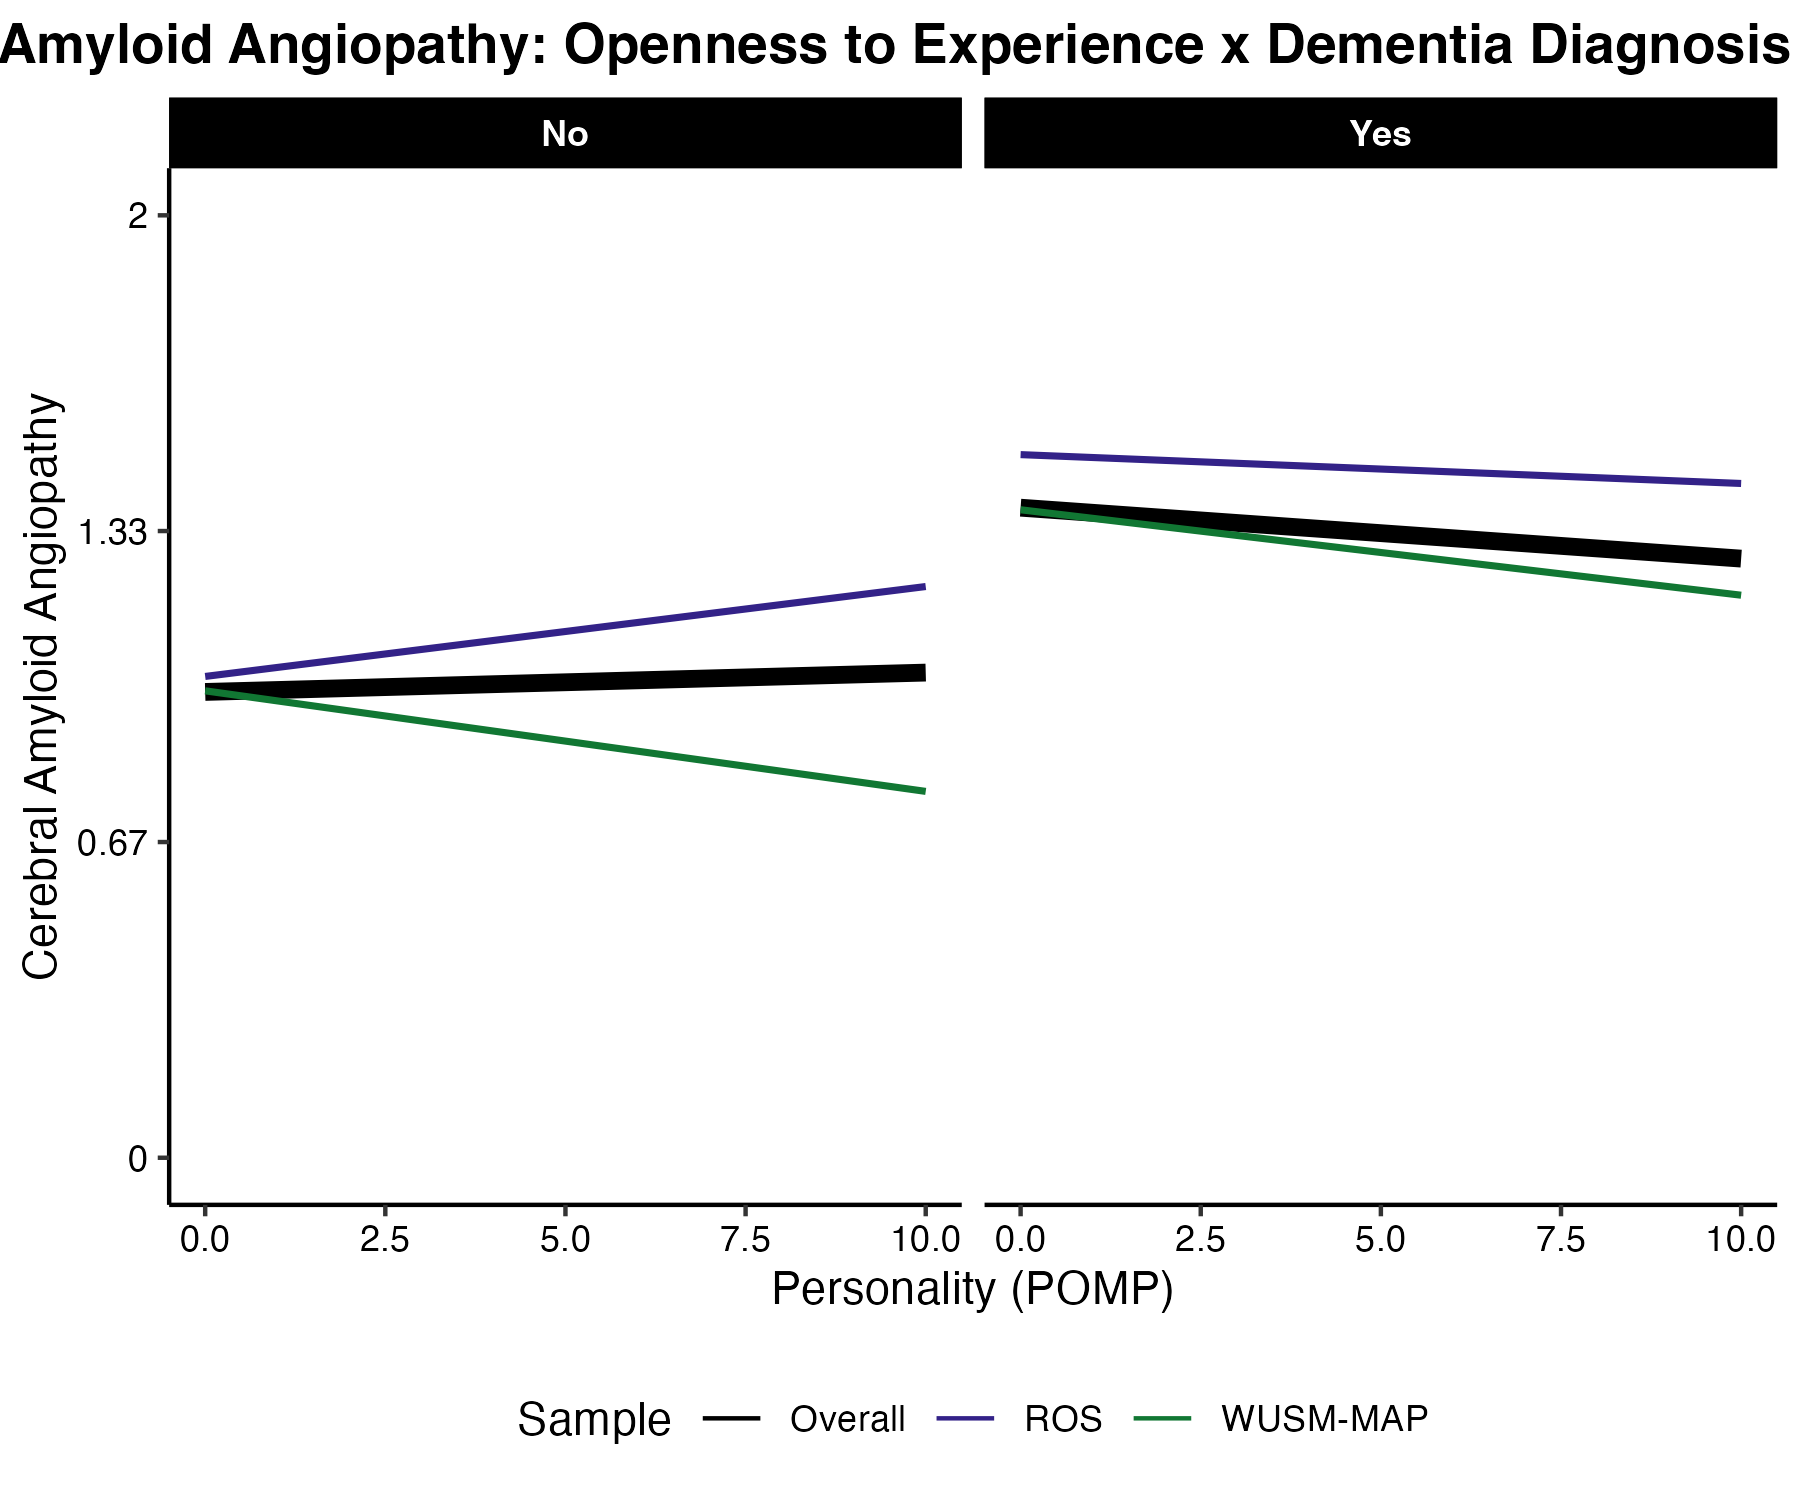 Amyloid Angiopathy: Openness to Experience x Dementia Diagnosis
No Yes
2
1.33
0.67
0
Cerebral Amyloid Angiopathy
0.0 2.5 5.0 7.5 10.0 0.0 2.5 5.0 7.5 10.0
Personality (POMP)
Sample Overall ROS WUSM-MAP